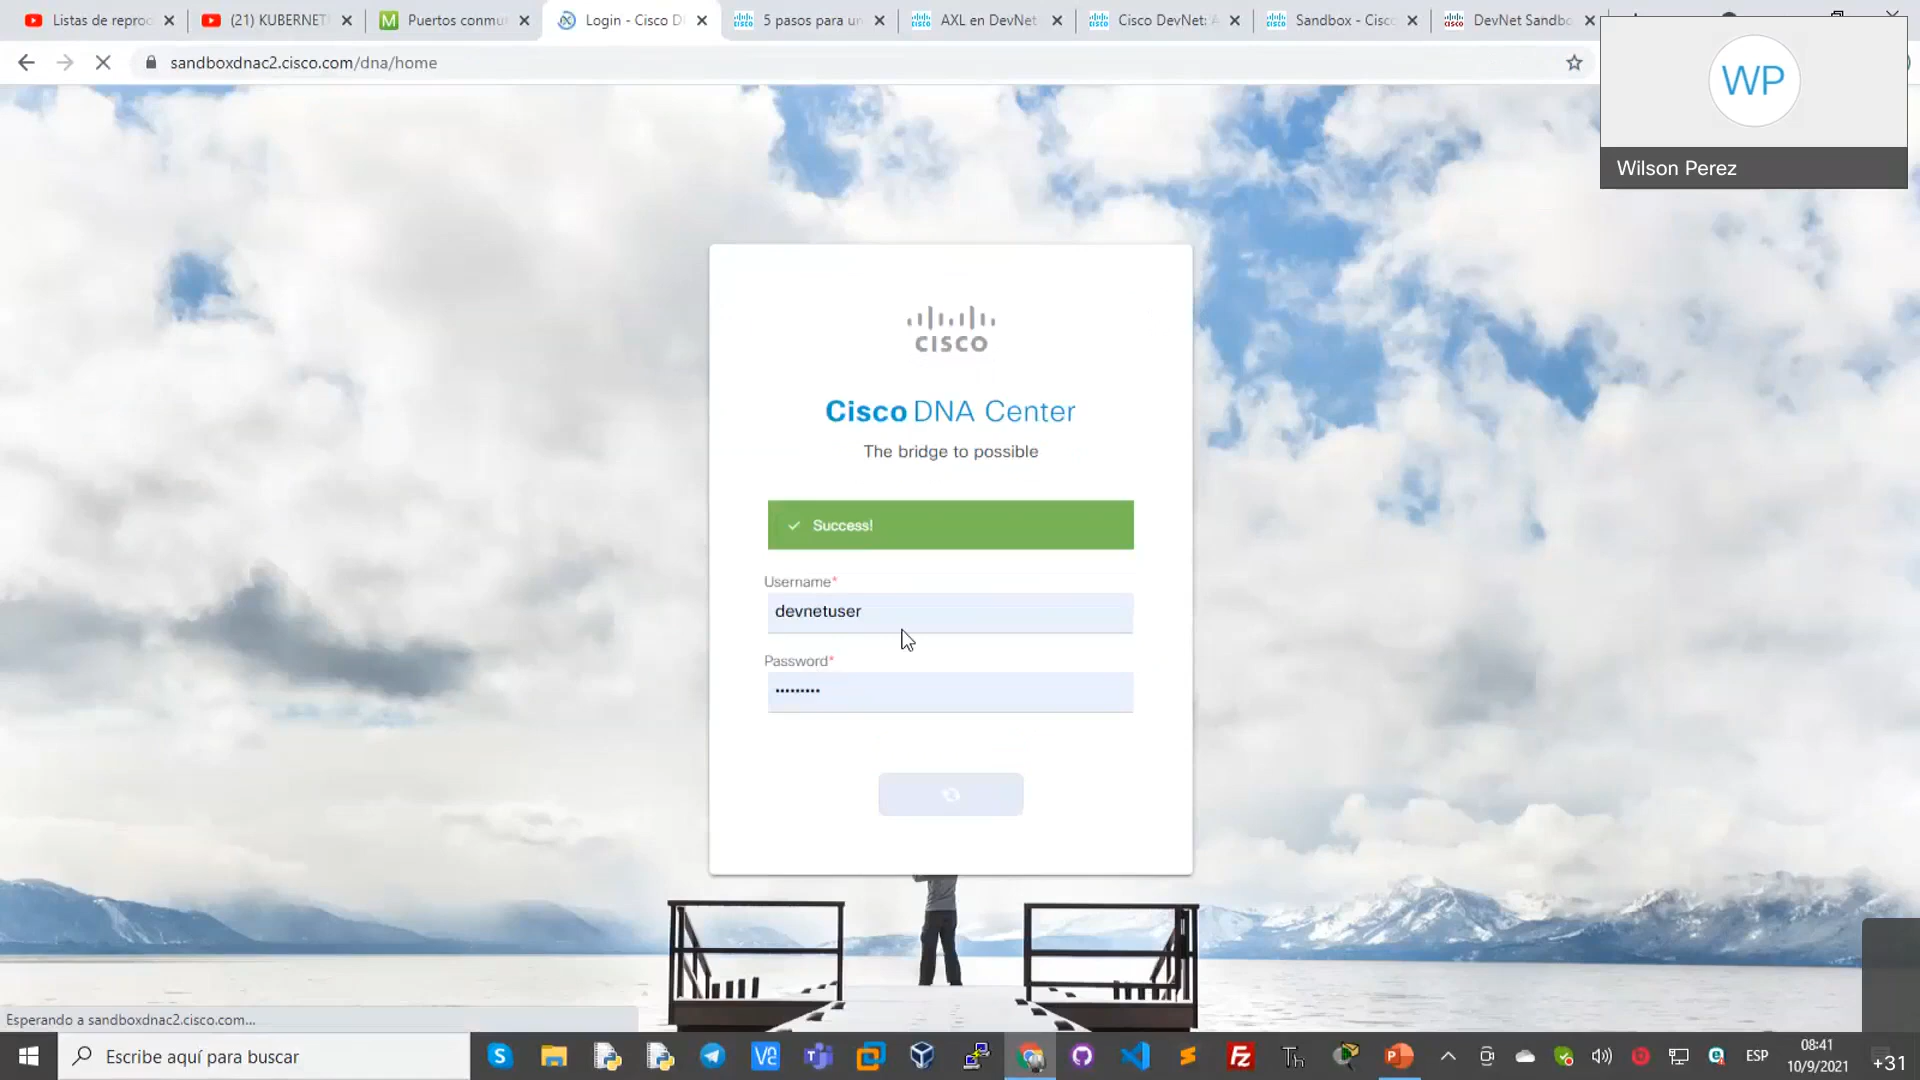 Listas de reproc
(21) KUBERNET
Puertos conmu
Login - Cisco D
5 pasos para un
AXL en DevNet
Cisco DevNet:
Sandbox - Cisc
DevNet Sandbo
sandboxdnac2.cisco.com/dna/home
WP
Wilson Perez
CISCO
Cisco DNA Center
The bridge to possible
Success!
Username*
devnetuser
Password*
•••••••••
Esperando a sandboxdnac2.cisco.com...
Escribe aquí para buscar
ESP
08:41
10/9/2021
+31